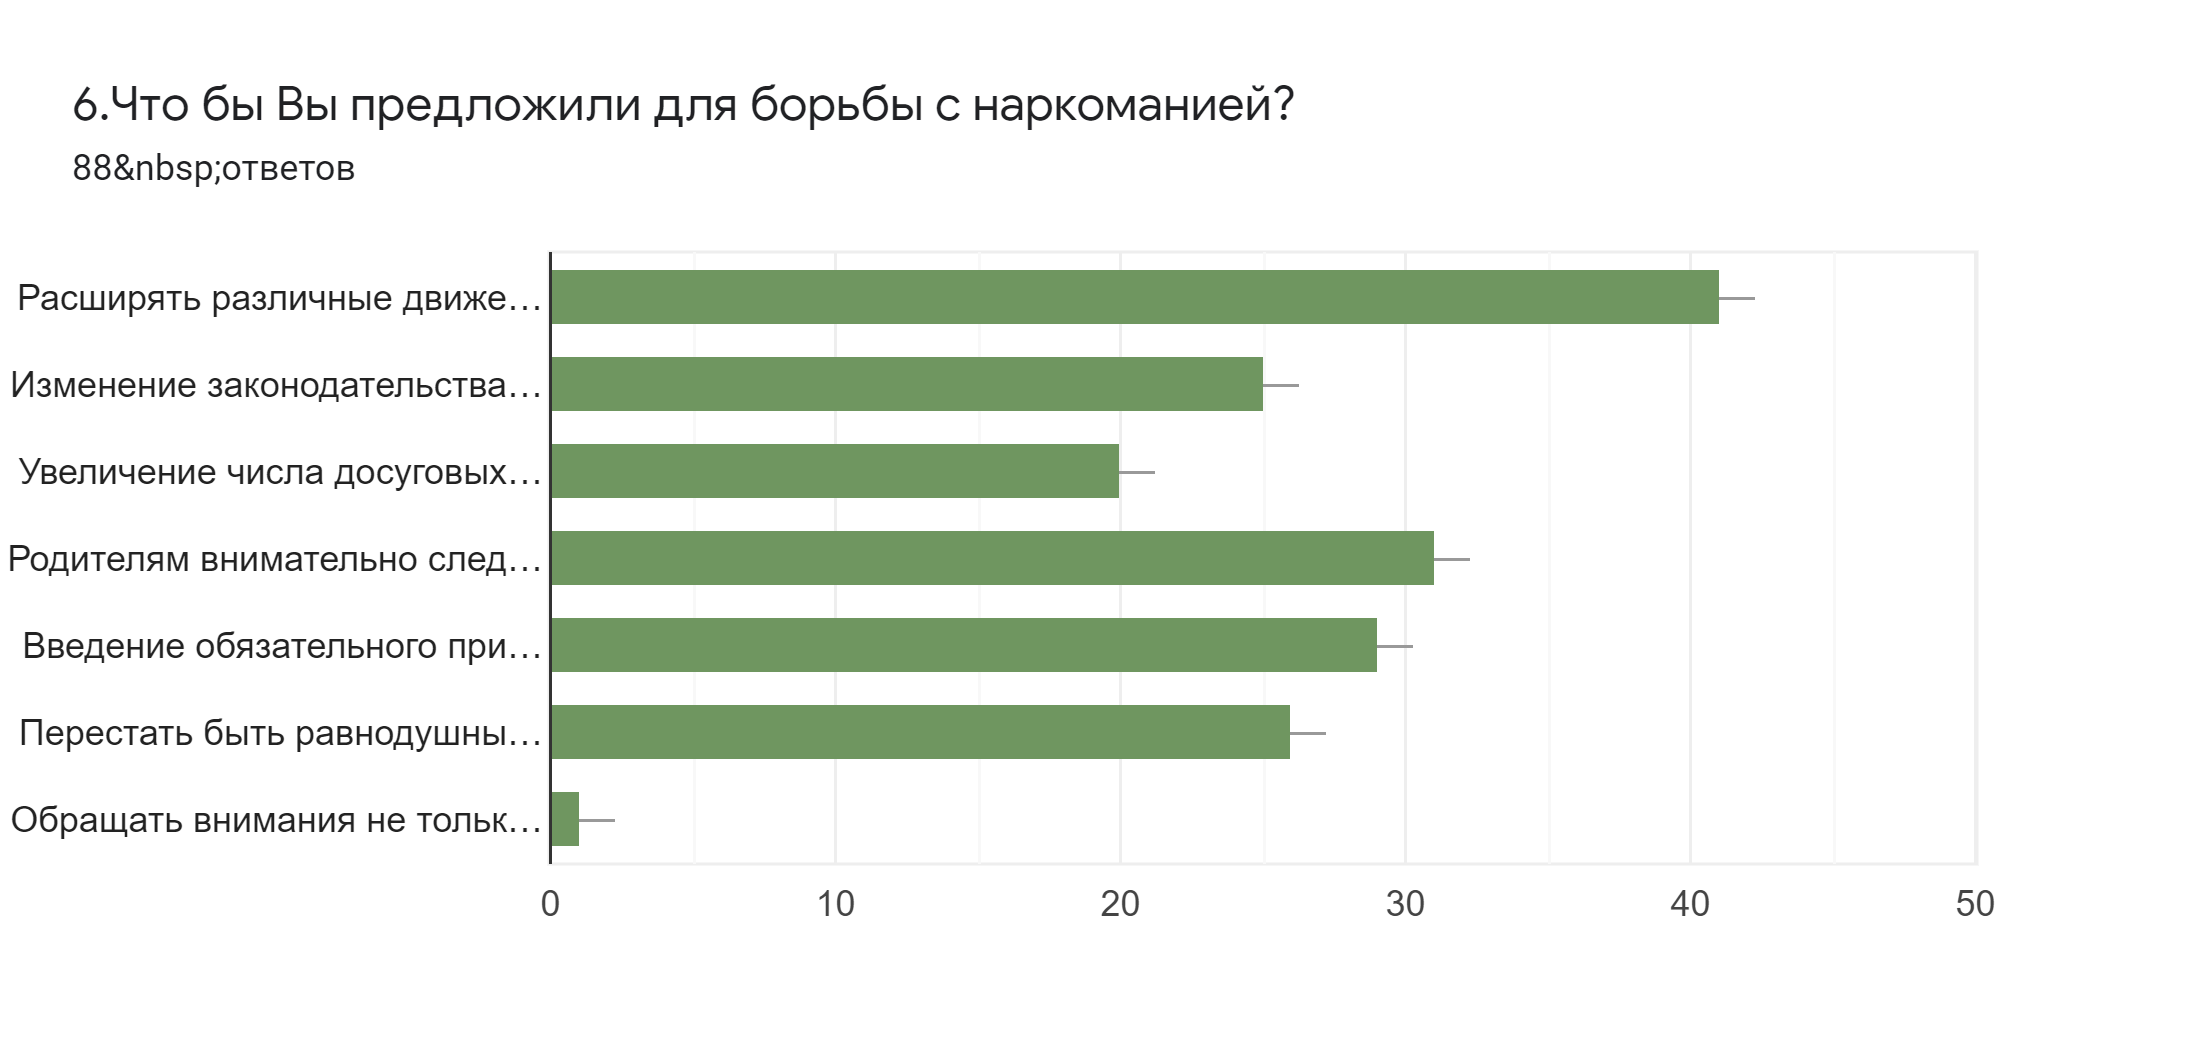 6.Что бы Вы предложили для борьбы с наркоманией?
88&nbsp;ответов
Расширять различные движе…
Изменение законодательства…
Увеличение числа досуговых…
Родителям внимательно след…
Введение обязательного при…
Перестать быть равнодушны…
Обращать внимания не тольк…
0 10 20 30 40 50